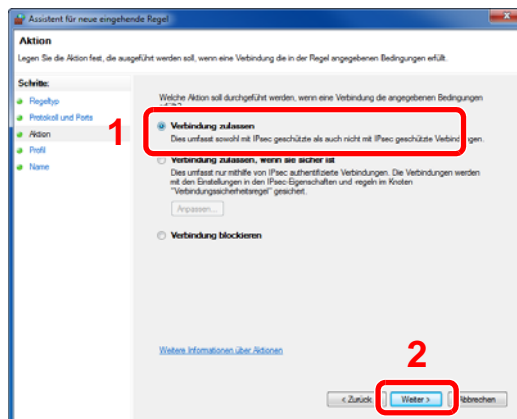 Assistent für neue eingehende Regel
Aktion
Legen Sie die Aktion fest, die ausgeführt werden soll, wenn eine Verbindung die in der Regel angegebenen Bedingungen erfüllt.
Schritte:
Regeltyp
Protokoll und Ports
Aktion
Profil
Name
1
Welche Aktion soll durchgeführt werden, wenn eine Verbindung die angegebenen Bedingungen
erfüllt?
Verbindung zulassen
Dies umfasst sowohl mit IPsec geschützte als auch nicht mit IPsec geschützte Verbindungen.
Verbindung zulassen, wenn sie sicher ist
Dies umfasst nur mithilfe von IPsec authentifizierte Verbindungen. Die Verbindungen werden
mit den Einstellungen in den IPsec-Eigenschaften und regeln im Knoten
"Verbindungssicherheitsregel" gesichert.
Anpassen...
Verbindung blockieren
Weitere Informationen über Aktionen
2
< Zurück
Weiter >
Abbrechen